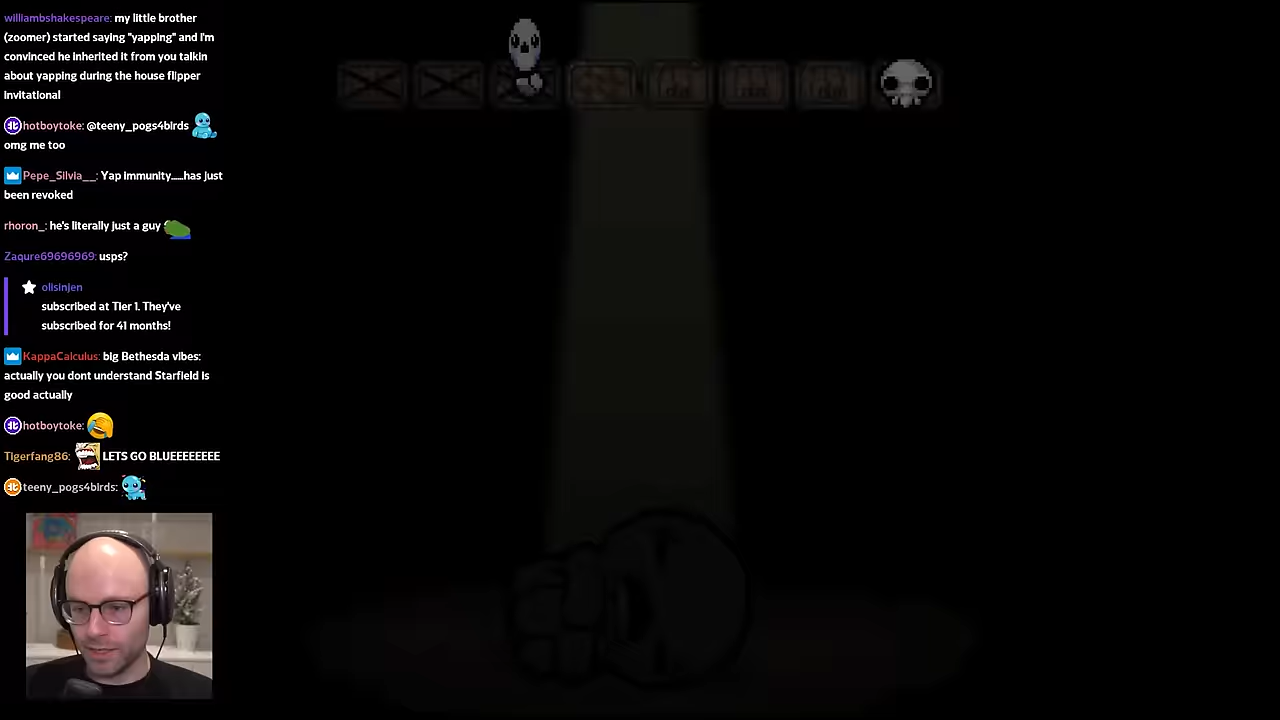 williambshakespeare: my little brother
(zoomer) started saying "yapping" and i'm
convinced he inherited it from you talkin
about yapping during the house flipper
invitational
hotboytoke: @teeny_pogs4birds
omg me too
Pepe_Silvia__: Yap immunity.....has just
been revoked
rhoron_: he's literally just a guy
Zaqure69696969: usps?
olisinjen
subscribed at Tier 1. They've
subscribed for 41 months!
KappaCalculus: big Bethesda vibes:
actually you dont understand Starfield is
good actually
hotboytoke:
Tigerfang86: LETS GO BLUEEEEEEEE
teeny_pogs4birds: